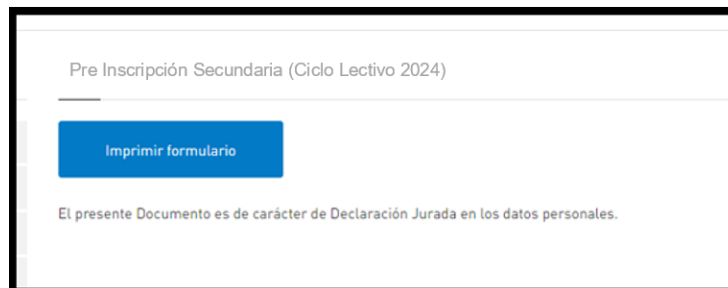 Pre Inscripción Secundaria (Ciclo Lectivo 2024)
Imprimir formulario
El presente Documento es de carácter de Declaración Jurada en los datos personales.